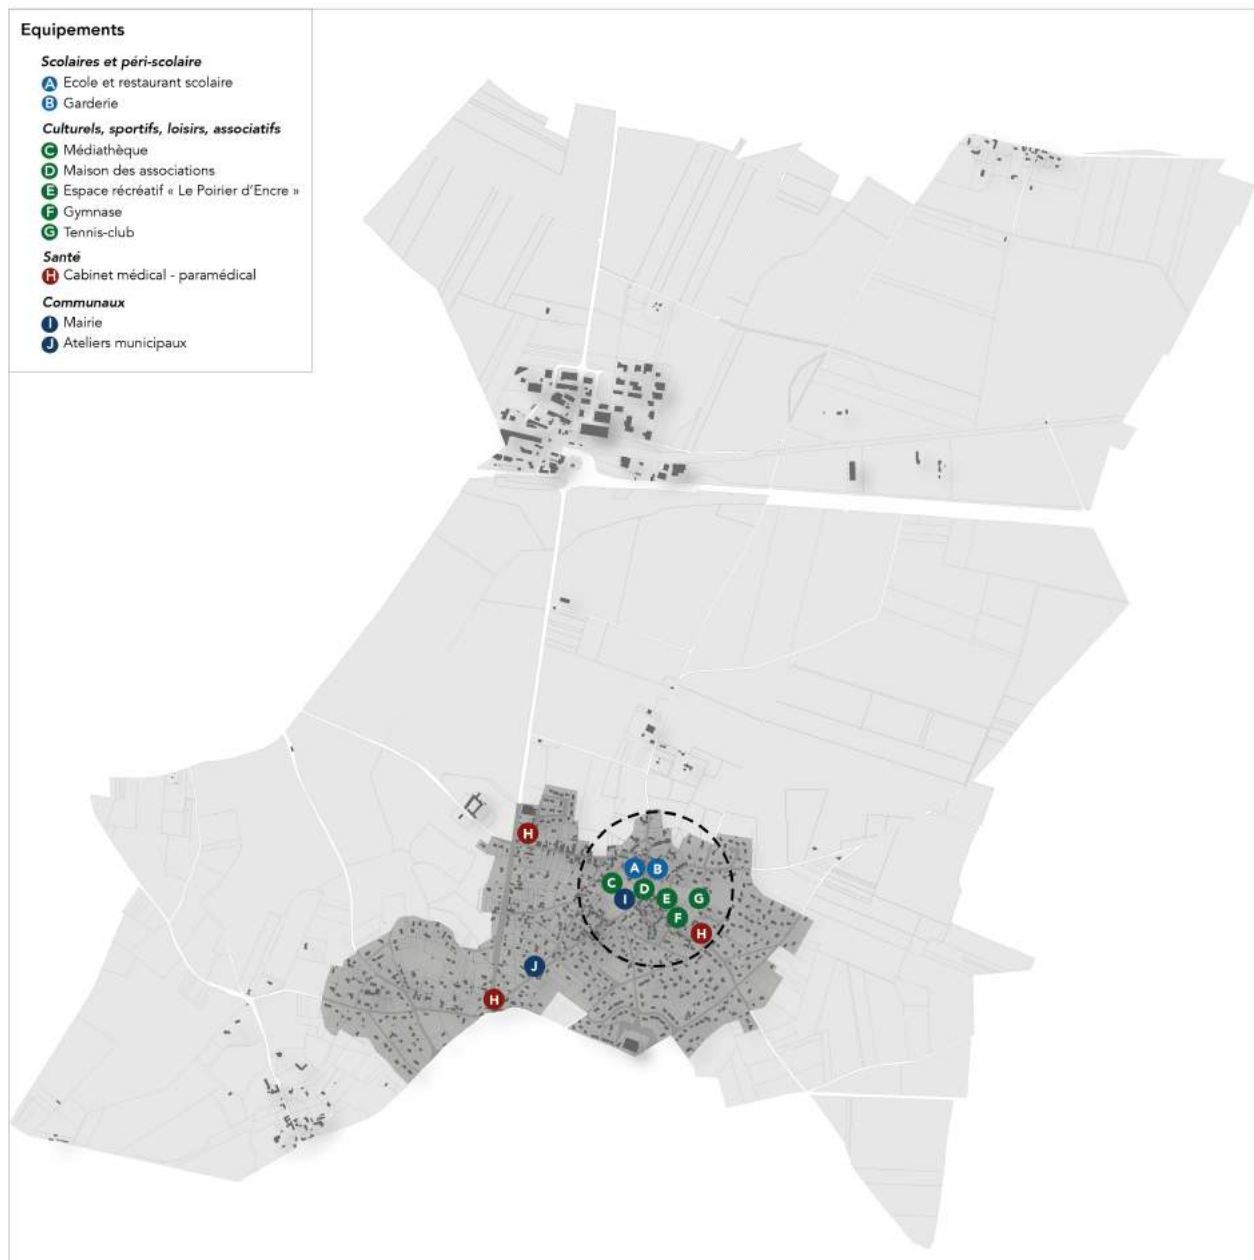 Equipements
Scolaires et péri-scolaire
A Ecole et restaurant scolaire
B Garderie
Culturels, sportifs, loisirs, associatifs
C Médiathèque
D Maison des associations
E Espace récréatif « Le Poirier d'Encre »
F Gymnase
G Tennis-club
Santé
H Cabinet médical - paramédical
Communaux
I Mairie
J Ateliers municipaux
H
A B
C D
I E G
F
H
J
H